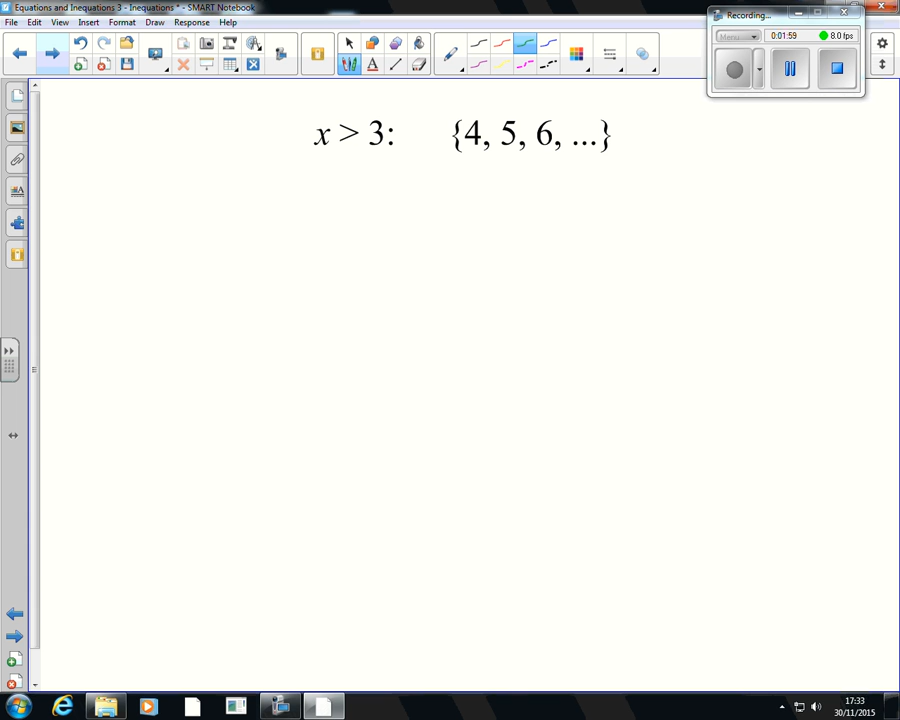 Equations and Inequations 3 - Inequations * - SMART Notebook
File Edit View Insert Format Draw Response Help
Recording...
Menu 0:01:59 8.0 fps
x > 3: {4, 5, 6, ...}
17:33
30/11/2015